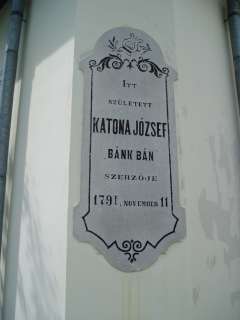 ITT
SZÜLETETT
KATONA JÓZSEF
BÁNK BÁN
SZERZŐJE
1791. NOVEMBER 11